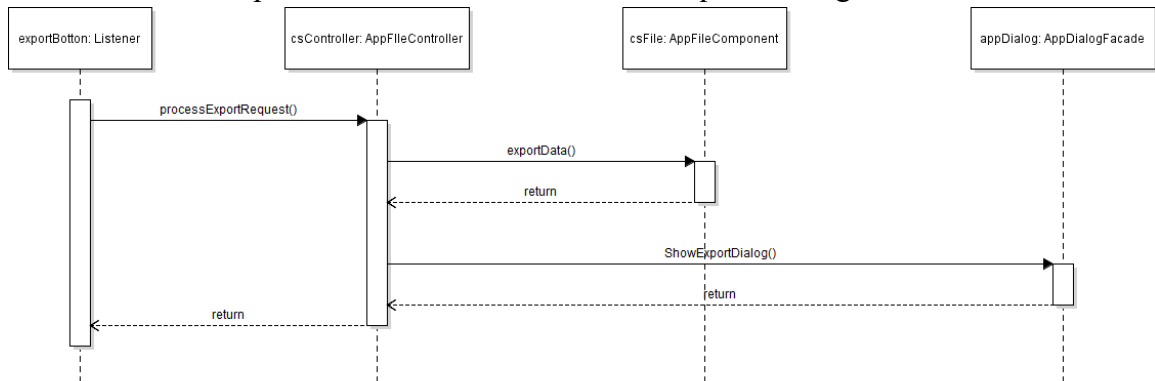 exportBotton: Listener
csController: AppFIleController
csFile: AppFileComponent
appDialog: AppDialogFacade
processExportRequest()
exportData()
return
ShowExportDialog()
return
return